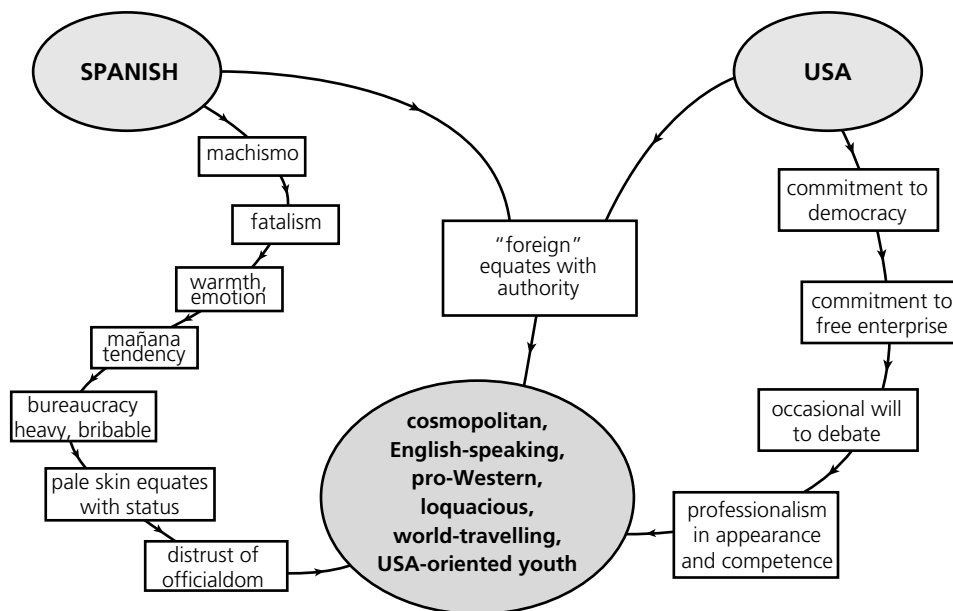 SPANISH
USA
machismo
fatalism
warmth,
emotion
mañana
tendency
bureaucracy
heavy, bribable
pale skin equates
with status
distrust of
officialdom
“foreign”
equates with
authority
commitment to
democracy
commitment to
free enterprise
occasional will
to debate
professionalism
in appearance
and competence
cosmopolitan,
English-speaking,
pro-Western,
loquacious,
world-travelling,
USA-oriented youth